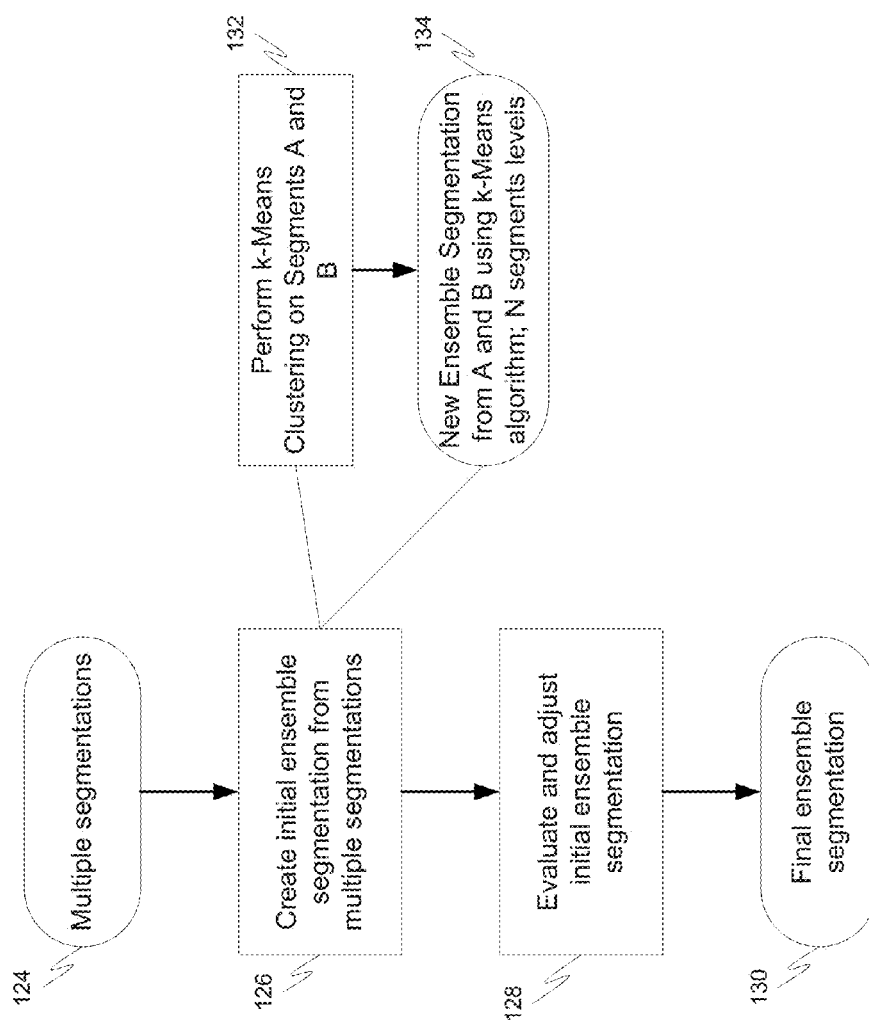 124
Multiple segmentations
126
Create initial ensemble
segmentation from
multiple segmentations
128
Evaluate and adjust
initial ensemble
segmentation
130
Final ensemble
segmentation
132
Perform k-Means
Clustering on Segments A and
B
134
New Ensemble Segmentation
from A and B using k-Means
algorithm; N segments levels